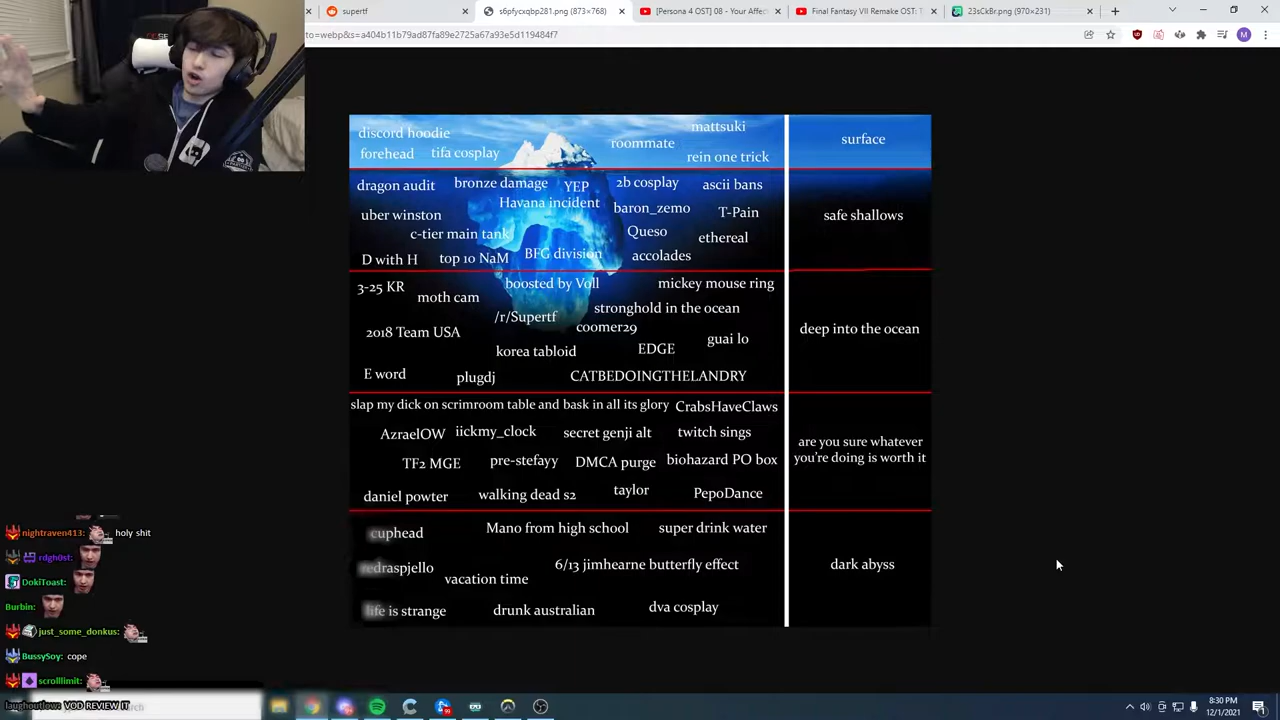 supertf
s6pfycxqbp281.png (873×768)
[Persona 4 OST] 08 -
Final Fantasy VII Remake OST: T
23sCkBr.png (970×231)
to=webp&s=a404b11b79ad87fa89e2725a67a93e5d119484f7
discord hoodie
mattsuki
forehead
tifa cosplay
roommate
rein one trick
surface
dragon audit
bronze damage
YEP
2b cosplay
ascii bans
Havana incident
uber winston
baron_zemo
T-Pain
safe shallows
c-tier main tank
Queso
ethereal
D with H
top 10 NaM
BFG division
accolades
3-25 KR
moth cam
boosted by Voll
mickey mouse ring
stronghold in the ocean
2018 Team USA
/r/Supertf
coomer29
guai lo
deep into the ocean
korea tabloid
EDGE
E word
plugdj
CATBEDOINGTHELANDRY
slap my dick on scrimroom table and bask in all its glory
CrabsHaveClaws
AzraelOW
iickmy_clock
secret genji alt
twitch sings
are you sure whatever
you're doing is worth it
TF2 MGE
pre-stefayy
DMCA purge
biohazard PO box
daniel powter
walking dead s2
taylor
PepoDance
cuphead
Mano from high school
super drink water
redraspjello
vacation time
6/13 jimhearne butterfly effect
dark abyss
life is strange
drunk australian
dva cosplay
nightraven413: holy shit
rdgh0st:
DokiToast:
Burbin:
just_some_donkus:
BussySoy: cope
scrolllimit:
laughoutlow: VOD REVIEW IT
8:30 PM
12/1/2021